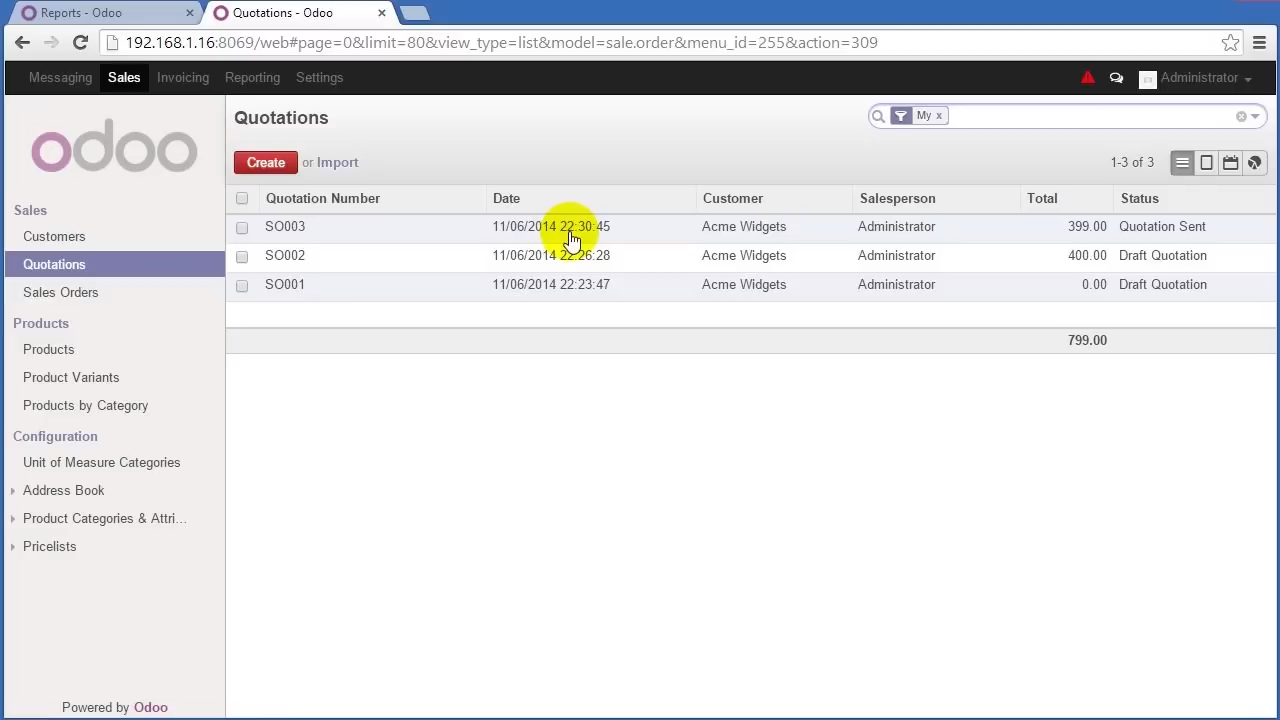 Reports - Odoo × Quotations - Odoo ×
192.168.1.16:8069/web#page=0&limit=80&view_type=list&model=sale.order&menu_id=255&action=309
Messaging Sales Invoicing Reporting Settings Administrator
odoo
Quotations
My x
Create or Import
1-3 of 3
Quotation Number Date Customer Salesperson Total Status
SO003 11/06/2014 22:30:45 Acme Widgets Administrator 399.00 Quotation Sent
SO002 11/06/2014 22:26:28 Acme Widgets Administrator 400.00 Draft Quotation
SO001 11/06/2014 22:23:47 Acme Widgets Administrator 0.00 Draft Quotation
799.00
Sales
Customers
Quotations
Sales Orders
Products
Products
Product Variants
Products by Category
Configuration
Unit of Measure Categories
Address Book
Product Categories & Attri...
Pricelists
Powered by Odoo